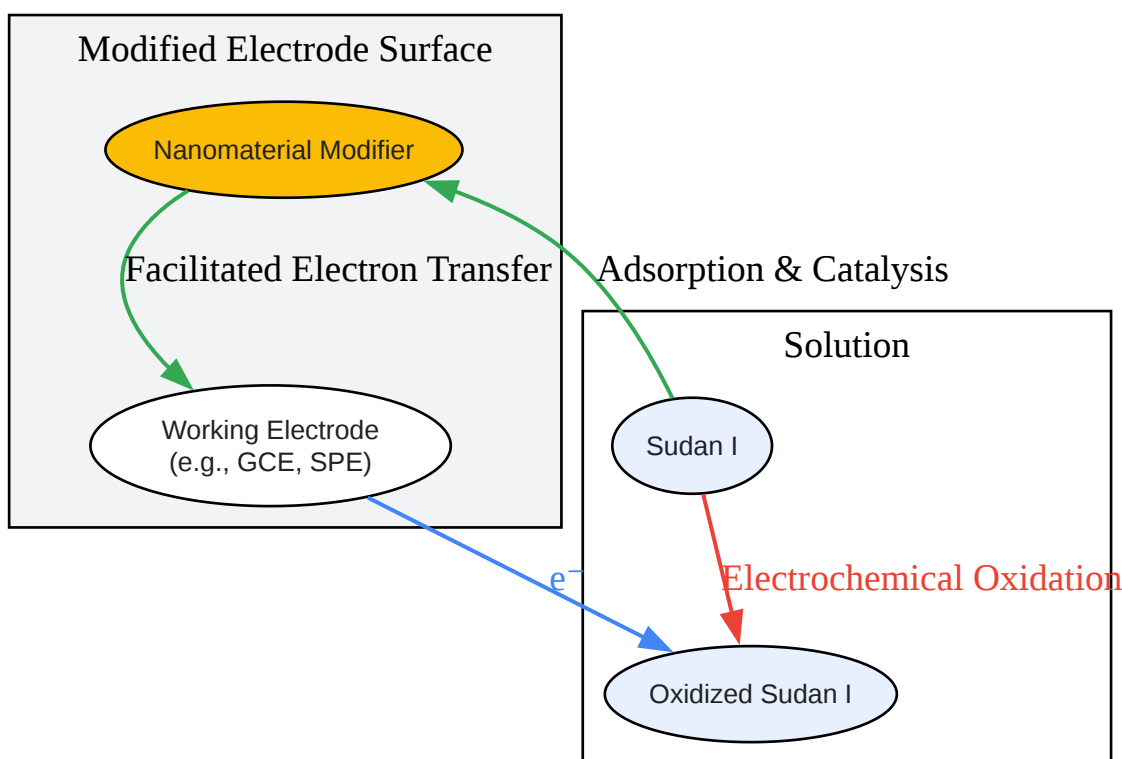 Modified Electrode Surface
Nanomaterial Modifier
Facilitated Electron Transfer
Adsorption & Catalysis
Solution
Working Electrode
(e.g., GCE, SPE)
Sudan I
e⁻
Electrochemical Oxidation
Oxidized Sudan I